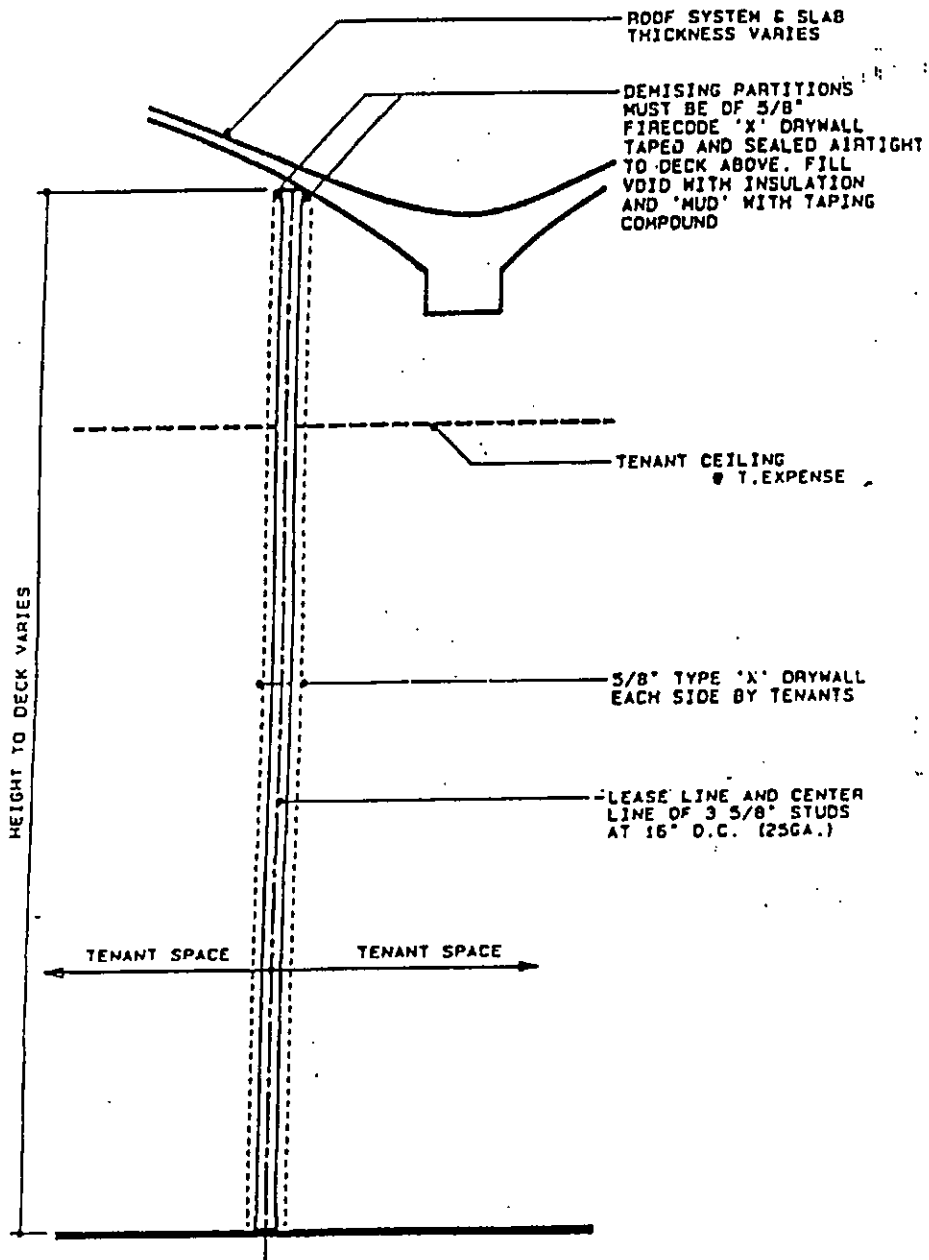 ROOF SYSTEM & SLAB
THICKNESS VARIES
DEMISING PARTITIONS
MUST BE OF 5/8"
FIRECODE 'X' DRYWALL
TAPED AND SEALED AIRTIGHT
TO DECK ABOVE. FILL
VOID WITH INSULATION
AND 'MUD' WITH TAPING
COMPOUND
TENANT CEILING
@ T.EXPENSE
HEIGHT TO DECK VARIES
5/8" TYPE 'X' DRYWALL
EACH SIDE BY TENANTS
LEASE LINE AND CENTER
LINE OF 3 5/8" STUDS
AT 16" O.C. (25GA.)
TENANT SPACE
TENANT SPACE